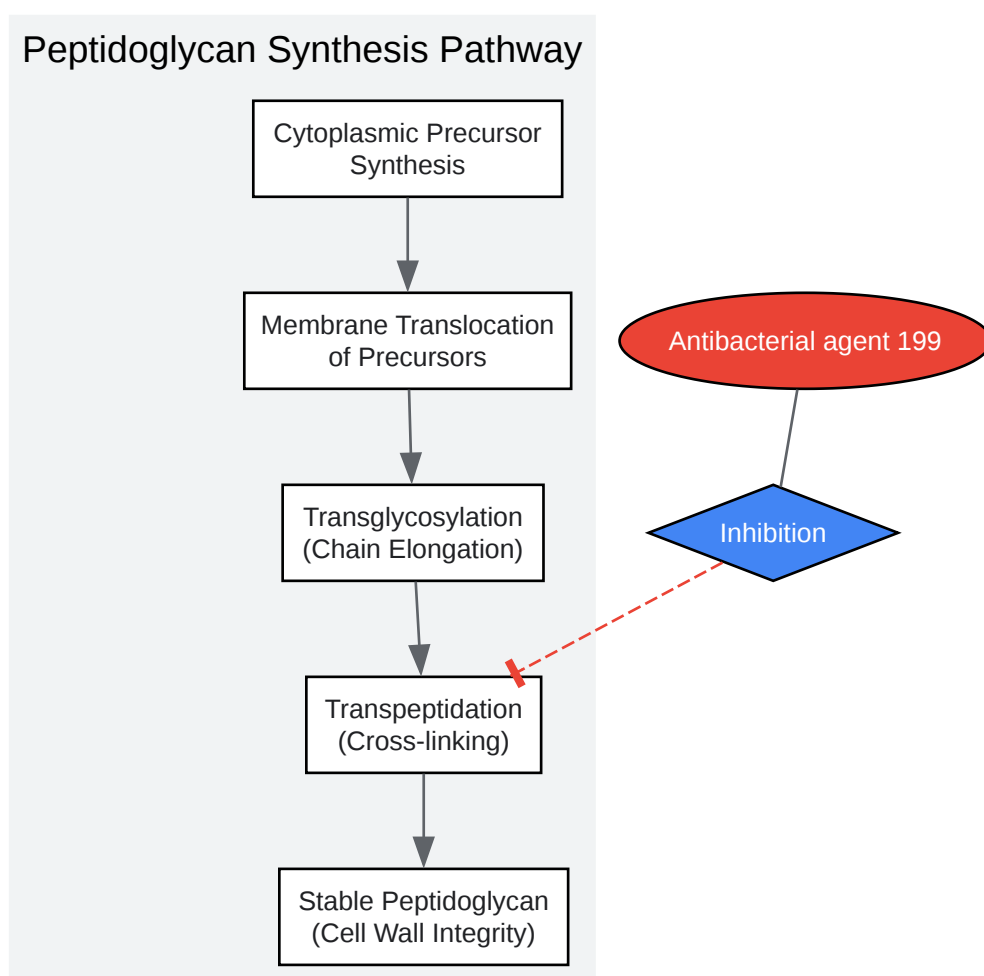 Peptidoglycan Synthesis Pathway
Cytoplasmic Precursor
Synthesis
Membrane Translocation
of Precursors
Antibacterial agent 199
Transglycosylation
(Chain Elongation)
Inhibition
Transpeptidation
(Cross-linking)
Stable Peptidoglycan
(Cell Wall Integrity)